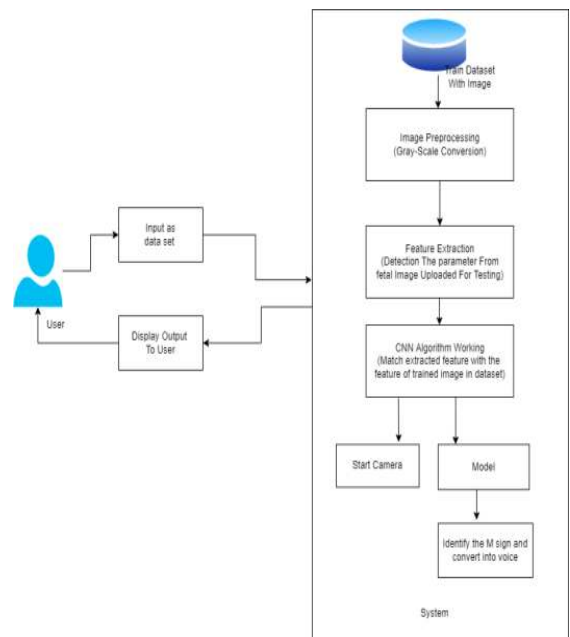 Train Dataset
With Image
Image Preprocessing
(Gray-Scale Conversion)
Input as
data set
Feature Extraction
(Detection The parameter From
fetal Image Uploaded For Testing)
User
Display Output
To User
CNN Algorithm Working
(Match extracted feature with the
feature of trained image in dataset)
Start Camera
Model
Identify the M sign and
convert into voice
System